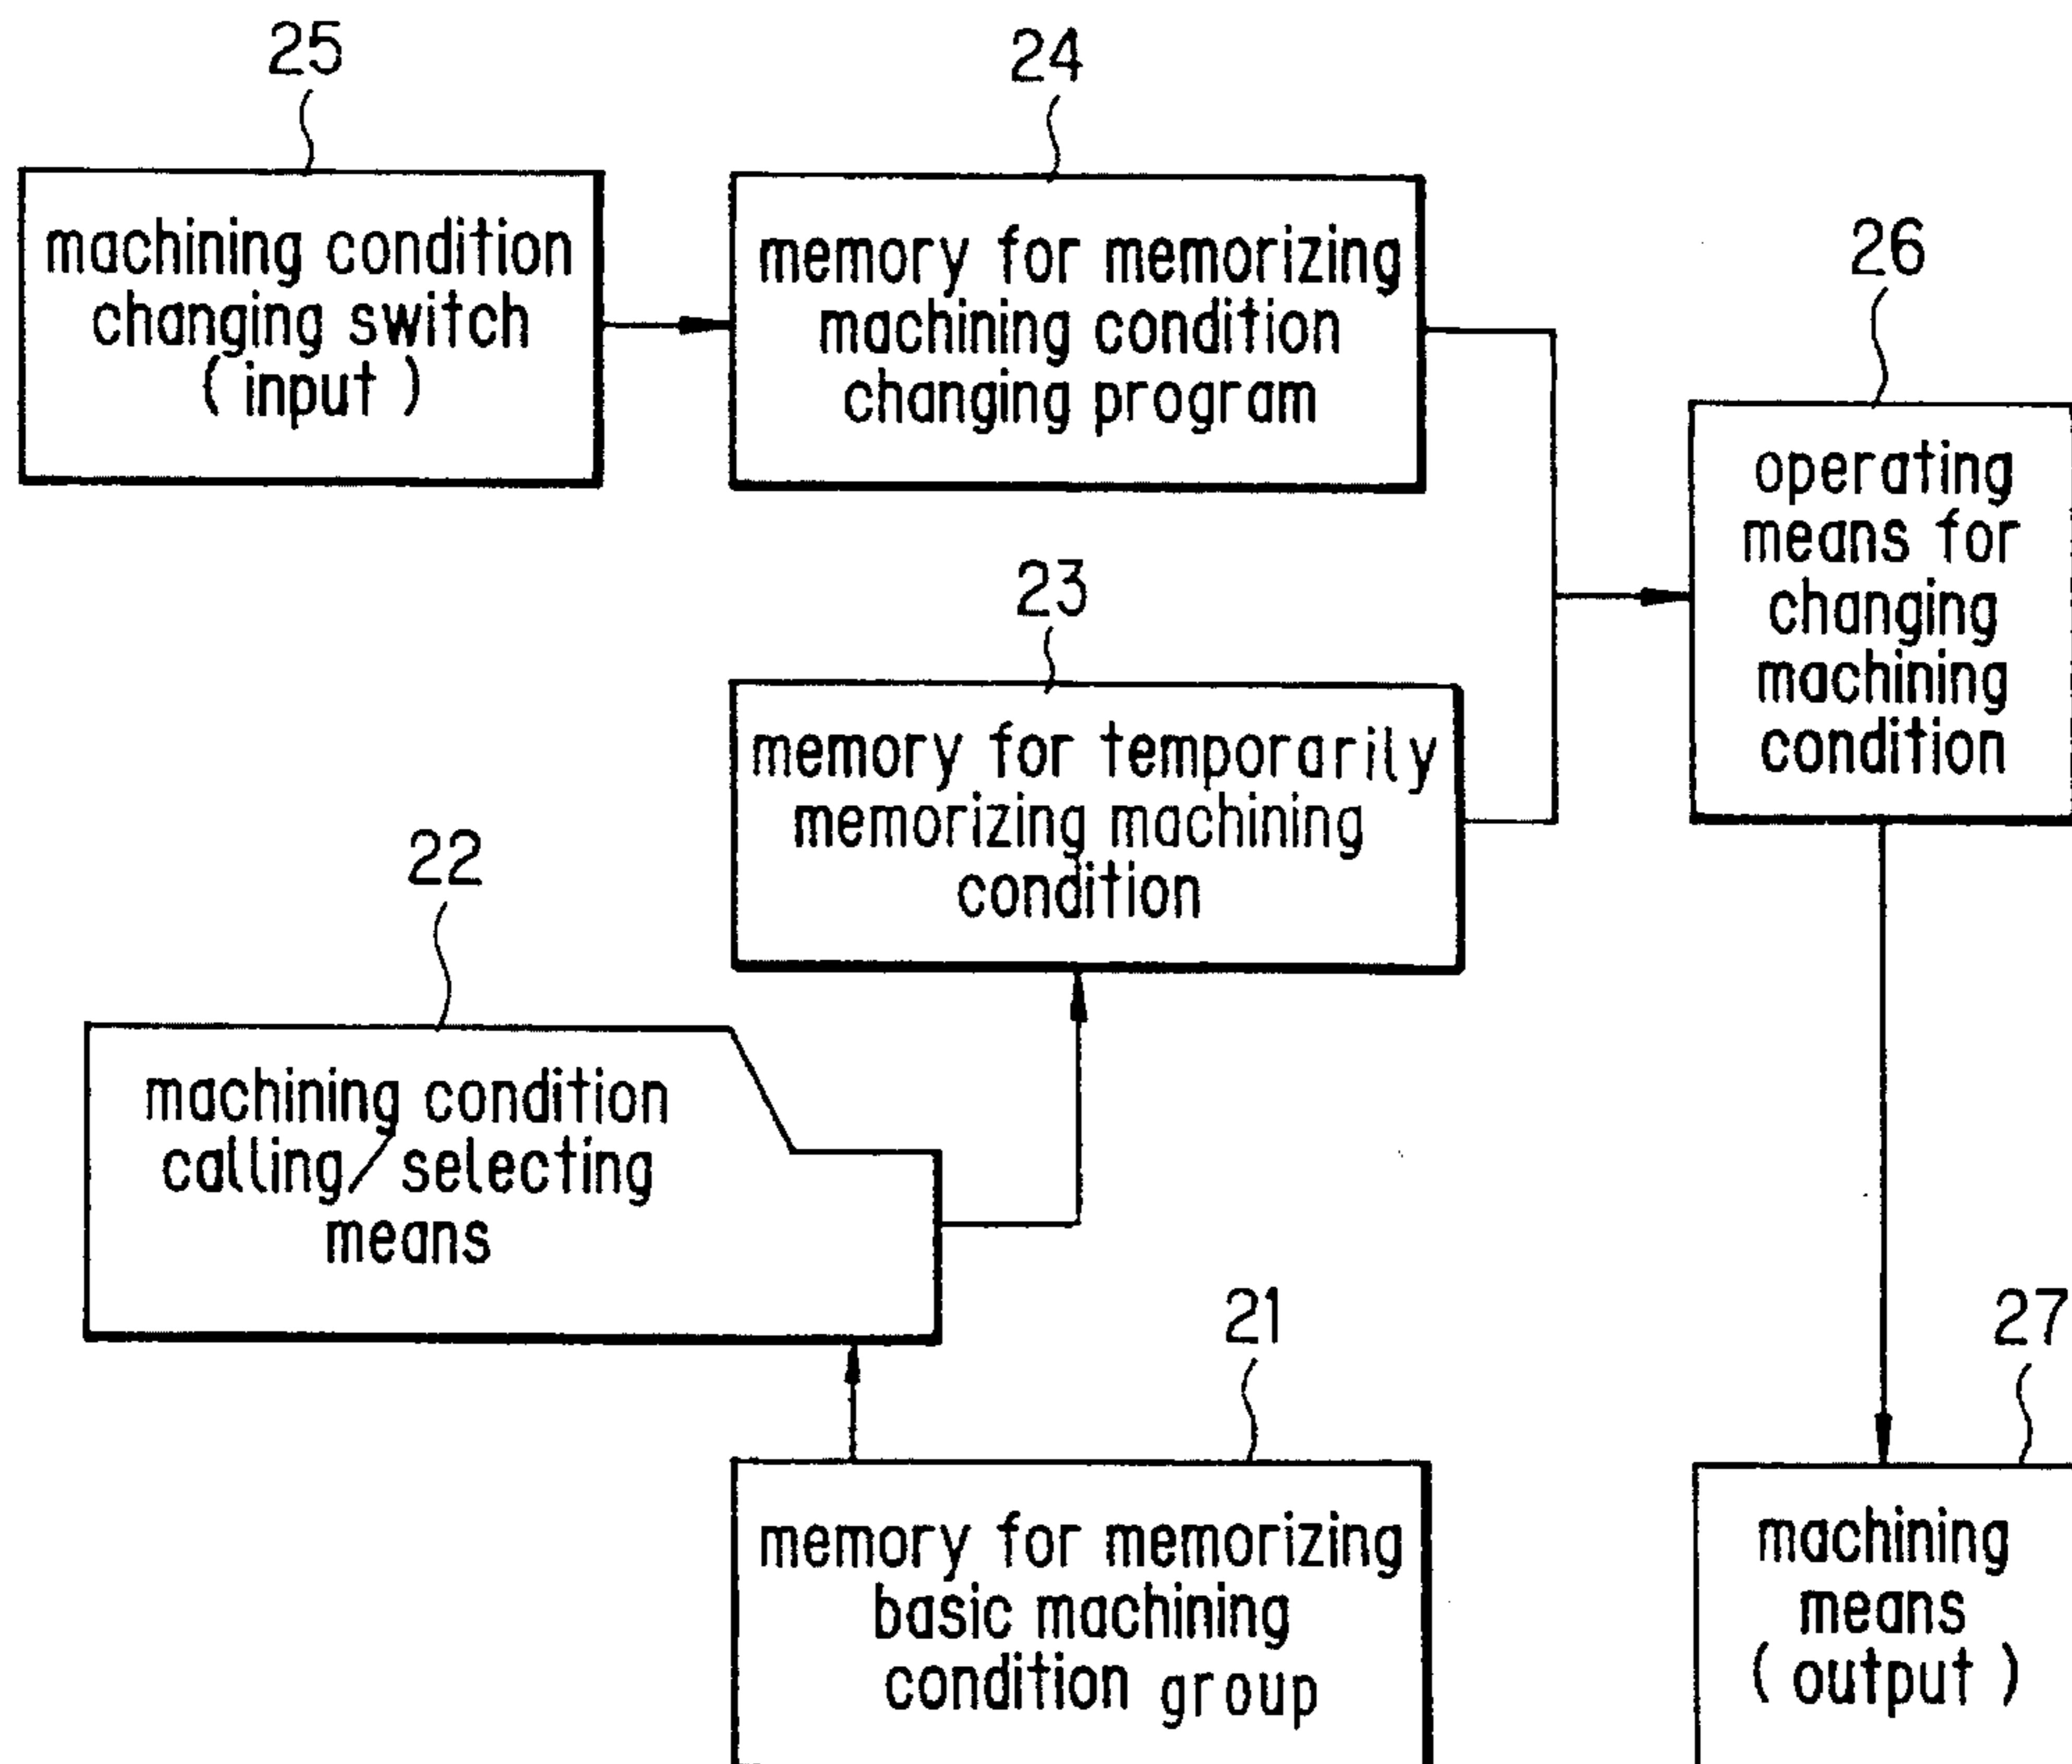 25
machining condition
changing switch
( input )
24
memory for memorizing
machining condition
changing program
26
operating
means for
changing
machining
condition
23
memory for temporarily
memorizing machining
condition
22
machining condition
calling/selecting
means
21
memory for memorizing
basic machining
condition group
27
machining
means
( output )